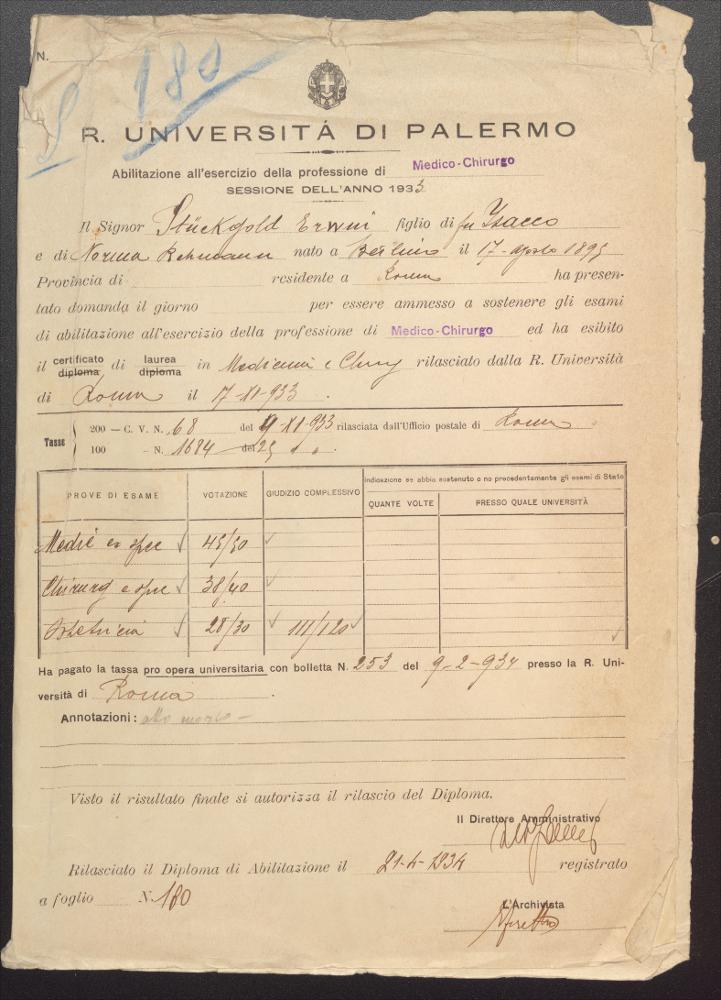 N.
180
R. UNIVERSITÁ DI PALERMO
Abilitazione all'esercizio della professione di Medico-Chirurgo
SESSIONE DELL'ANNO 1933
Il Signor Stückgold Erwin figlio di fu Isacco
e di Norma nato a Berlino il 17- agosto 1895
Provincia di residente a Roma ha presen-
tato domanda il giorno per essere ammesso a sostenere gli esami
di abilitazione all'esercizio della professione di Medico-Chirurgo ed ha esibito
il certificato diploma di laurea diploma in Medicina e Chirurg rilasciato dalla R. Università
di Roma il 17-XI-933.
Tasse
200 — C. V. N. 68 del XI-933 rilasciata dall'Ufficio postale di Roma
100 - N. 1684 del 25 " "
PROVE DI ESAME VOTAZIONE GIUDIZIO COMPLESSIVO Indicazione se abbia sostenuto o no precedentemente gli esami di Stato
QUANTE VOLTE PRESSO QUALE UNIVERSITÀ
Medic e spec 45/50
Chirurg e spec 38/40
Ostetricia 28/30 111/120
Ha pagato la tassa pro opera universitaria con bolletta N. 253 del 9-2-934 presso la R. Uni-
versità di Roma.
Annotazioni:
Visto il risultato finale si autorizza il rilascio del Diploma.
Il Direttore Amministrativo
Rilasciato il Diploma di Abilitazione il 21-4-1934 registrato
a foglio N. 180
L'Archivista